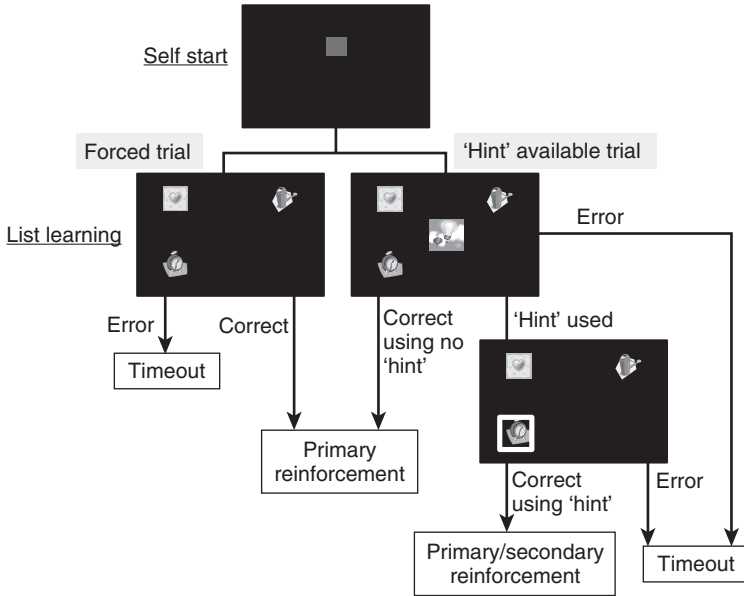 Self start
Forced trial
'Hint' available trial
List learning
Error
Error
Correct
Correct
using no
'hint'
'Hint' used
Timeout
Primary
reinforcement
Correct
using 'hint'
Error
Primary/secondary
reinforcement
Timeout